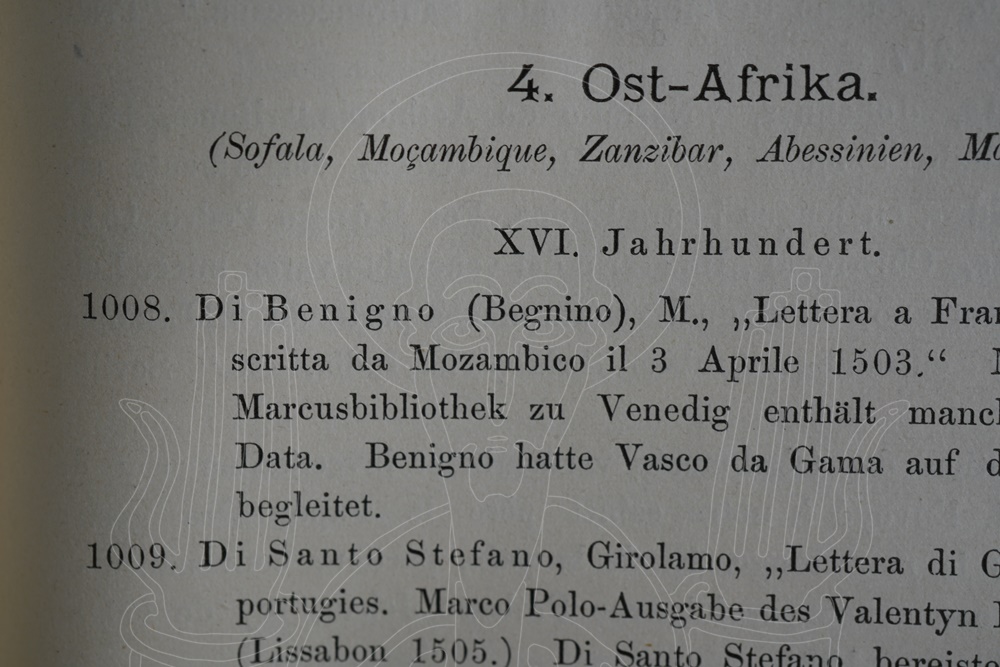 4. Ost-Afrika.
(Sofala, Moçambique, Zanzibar, Abessinien,
XVI. Jahrhundert.
1008. Di Benigno (Begnino), M., „Lettera a
scritta da Mozambico il 3 Aprile 1503.“
Marcusbibliothek zu Venedig enthält
Data. Benigno hatte Vasco da Gama auf
begleitet.
1009. Di Santo Stefano, Girolamo, „Lettera di
portugies. Marco Polo-Ausgabe des Valentyn
(Lissabon 1505.) Di Santo Stefano